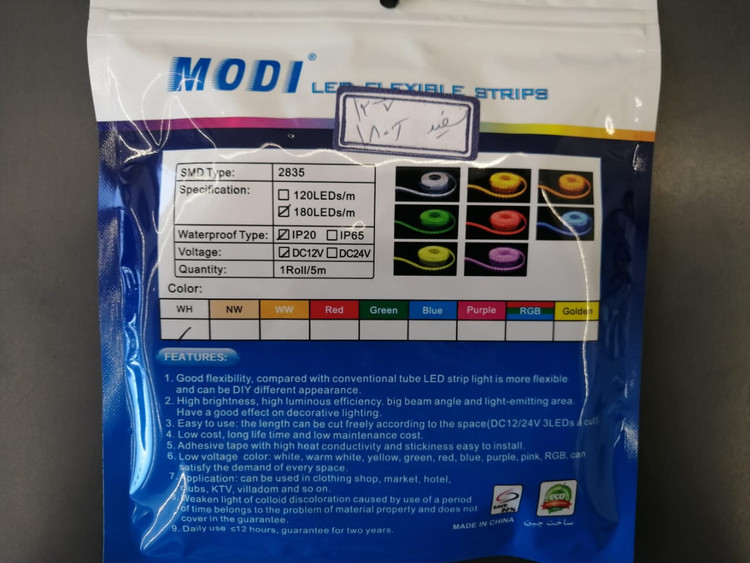 MODI®
LED FLEXIBLE STRIPS
۱۲V
سفید
۱۸۰T
SMD Type: 2835
Specification: 120LEDs/m
180LEDs/m
Waterproof Type: IP20 IP65
Voltage: DC12V DC24V
Quantity: 1Roll/5m
Color:
WH NW WW Red Green Blue Purple RGB Golden
FEATURES:
1. Good flexibility, compared with conventional tube LED strip light is more flexible
and can be DIY different appearance.
2. High brightness, high luminous efficiency. big beam angle and light-emitting area.
Have a good effect on decorative lighting.
3. Easy to use: the length can be cut freely according to the space(DC12/24V 3LEDs a cut).
4. Low cost, long life time and low maintenance cost.
5. Adhesive tape with high heat conductivity and stickiness easy to install.
6. Low voltage color: white, warm white, yellow, green, red, blue, purple, pink, RGB, can
satisfy the demand of every space.
7. Application: can be used in clothing shop, market, hotel,
clubs, KTV, villadom and so on.
8. Weaken light of colloid discoloration caused by use of a period
of time belongs to the problem of material property and does not
cover in the guarantee.
9. Daily use ≤12 hours, guarantee for two years.
eco
MADE IN CHINA
ساخت چین